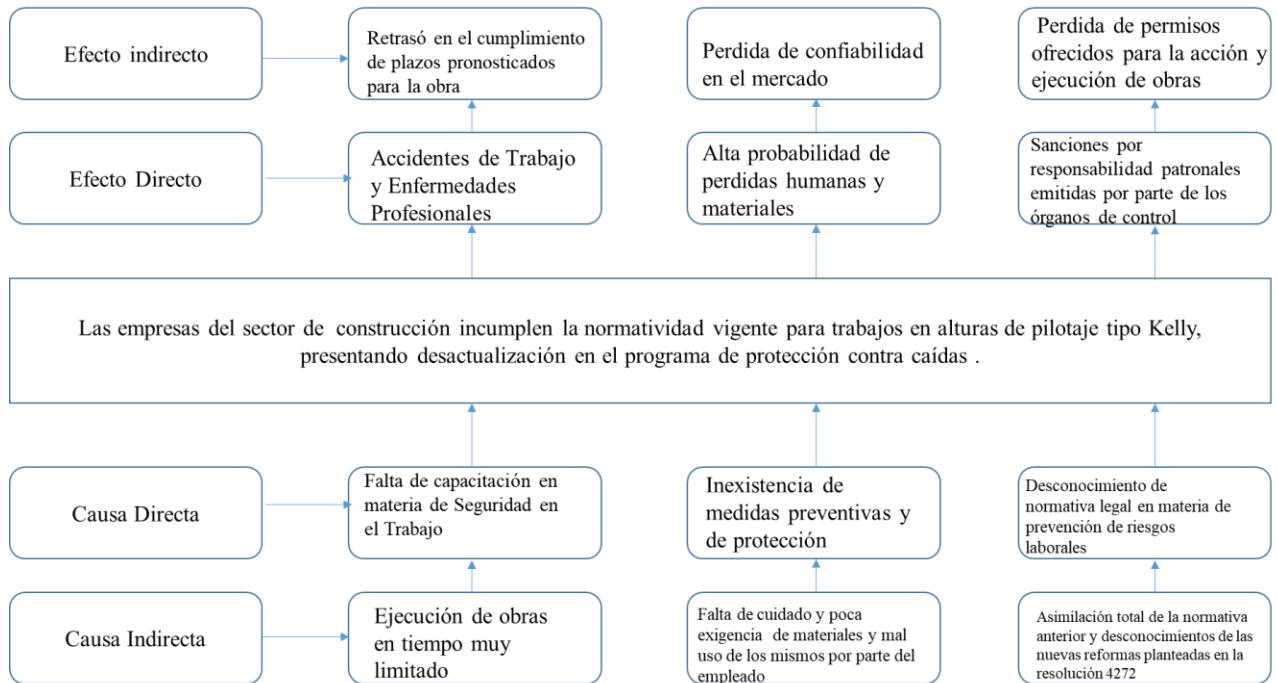 Efecto indirecto
Retrasó en el cumplimiento
de plazos pronosticados
para la obra
Perdida de confiabilidad
en el mercado
Perdida de permisos
ofrecidos para la acción y
ejecución de obras
Efecto Directo
Accidentes de Trabajo
y Enfermedades
Profesionales
Alta probabilidad de
perdidas humanas y
materiales
Sanciones por
responsabilidad patronales
emitidas por parte de los
órganos de control
Las empresas del sector de construcción incumplen la normatividad vigente para trabajos en alturas de pilotaje tipo Kelly,
presentando desactualización en el programa de protección contra caídas .
Causa Directa
Falta de capacitación en
materia de Seguridad en
el Trabajo
Inexistencia de
medidas preventivas y
de protección
Desconocimiento de
normativa legal en materia de
prevención de riesgos
laborales
Causa Indirecta
Ejecución de obras
en tiempo muy
limitado
Falta de cuidado y poca
exigencia de materiales y mal
uso de los mismos por parte del
empleado
Asimilación total de la normativa
anterior y desconocimientos de las
nuevas reformas planteadas en la
resolución 4272